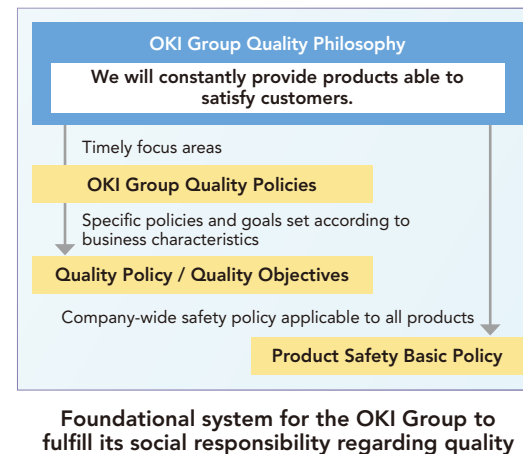 OKI Group Quality Philosophy
We will constantly provide products able to
satisfy customers.
Timely focus areas
OKI Group Quality Policies
Specific policies and goals set according to
business characteristics
Quality Policy / Quality Objectives
Company-wide safety policy applicable to all products
Product Safety Basic Policy
Foundational system for the OKI Group to
fulfill its social responsibility regarding quality